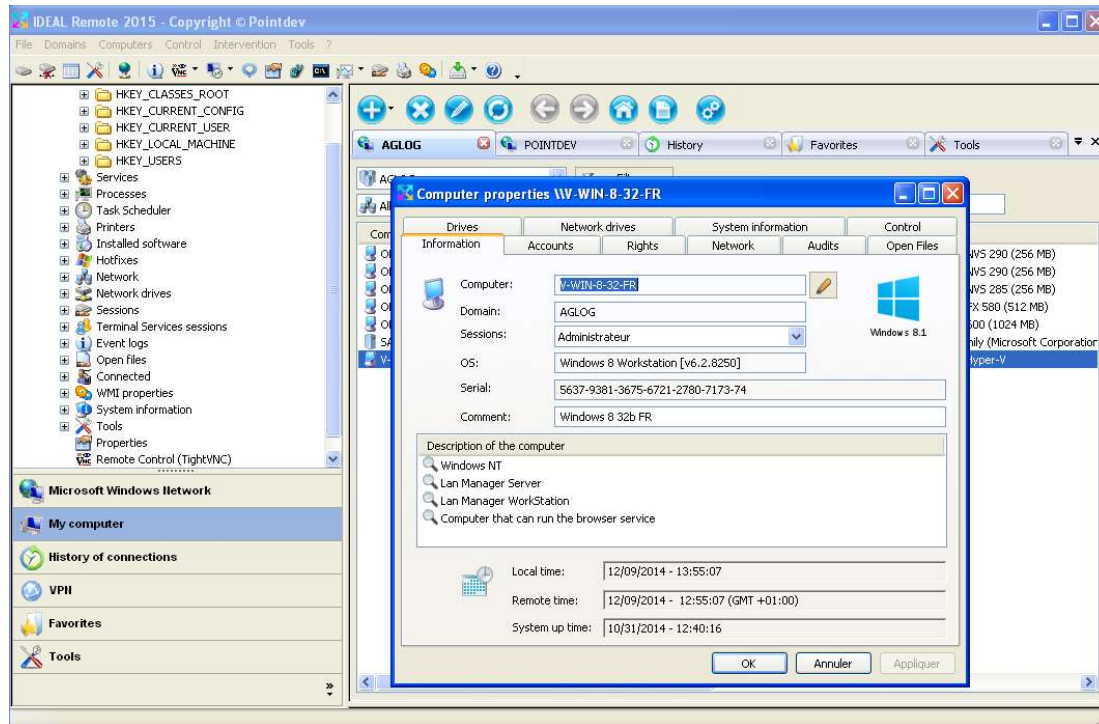 IDEAL Remote 2015 - Copyright © Pointdev
File Domains Computers Control Intervention Tools ?
HKEY_CLASSES_ROOT
HKEY_CURRENT_CONFIG
HKEY_CURRENT_USER
HKEY_LOCAL_MACHINE
HKEY_USERS
Services
Processes
Task Scheduler
Printers
Installed software
Hotfixes
Network
Network drives
Sessions
Terminal Services sessions
Event logs
Open files
Connected
WMI properties
System information
Tools
Properties
Remote Control (TightVNC)
Microsoft Windows Network
My computer
History of connections
VPN
Favorites
Tools
AGLOG POINTDEV History Favorites Tools
Computer properties \\V-WIN-8-32-FR
Drives Network drives System information Control
Information Accounts Rights Network Audits Open Files
Computer: V-WIN-8-32-FR
Domain: AGLOG
Windows 8.1
Sessions: Administrateur
OS: Windows 8 Workstation [v6.2.8250]
Serial: 5637-9381-3675-6721-2780-7173-74
Comment: Windows 8 32b FR
Description of the computer
Windows NT
Lan Manager Server
Lan Manager WorkStation
Computer that can run the browser service
Local time: 12/09/2014 - 13:55:07
Remote time: 12/09/2014 - 12:55:07 (GMT +01:00)
System up time: 10/31/2014 - 12:40:16
OK Annuler Appliquer
290 (256 MB)
290 (256 MB)
285 (256 MB)
580 (512 MB)
(1024 MB)
(Microsoft Corporation
Hyper-V